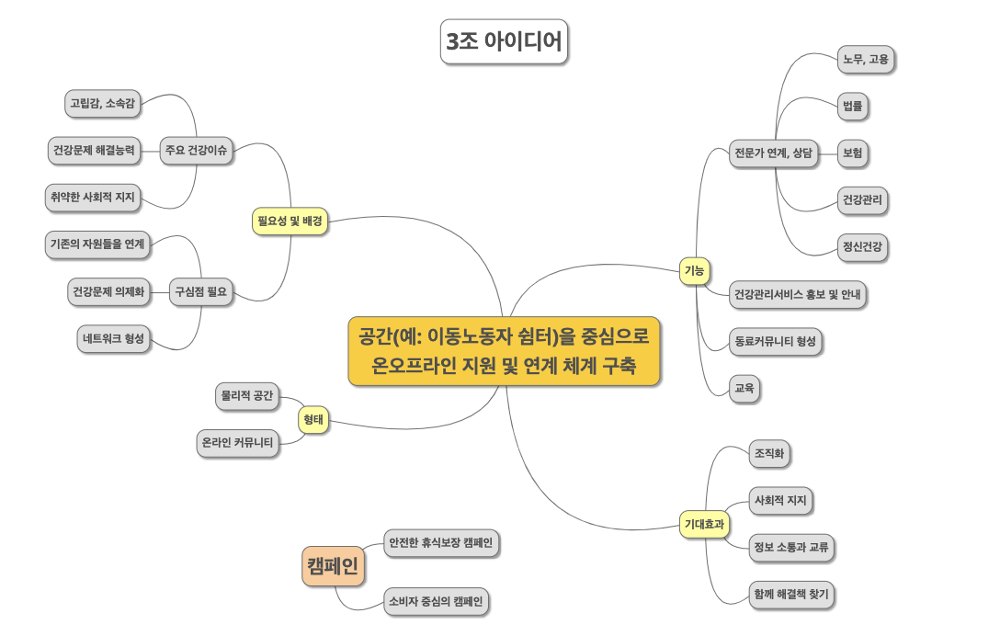 3조 아이디어
공간(예: 이동노동자 쉼터)을 중심으로
온오프라인 지원 및 연계 체계 구축
필요성 및 배경
주요 건강이슈
고립감, 소속감
건강문제 해결능력
취약한 사회적 지지
구심점 필요
기존의 자원들을 연계
건강문제 의제화
네트워크 형성
형태
물리적 공간
온라인 커뮤니티
기능
전문가 연계, 상담
노무, 고용
법률
보험
건강관리
정신건강
건강관리서비스 홍보 및 안내
동료커뮤니티 형성
교육
기대효과
조직화
사회적 지지
정보 소통과 교류
함께 해결책 찾기
캠페인
안전한 휴식보장 캠페인
소비자 중심의 캠페인